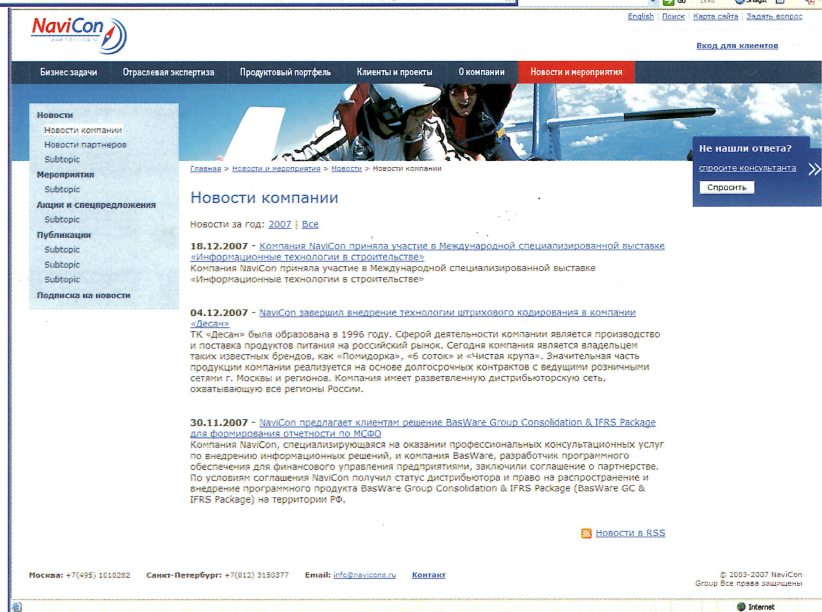 Go
NaviCon
English | Поиск | Карта сайта | Задать вопрос
Вход для клиентов
Бизнес задачи Отраслевая экспертиза Продуктовый портфель Клиенты и проекты О компании Новости и мероприятия
Новости
Новости компании
Новости партнеров
Subtopic
Мероприятия
Subtopic
Акции и спецпредложения
Subtopic
Публикации
Subtopic
Subtopic
Subtopic
Подписка на новости
Не нашли ответа?
спросите консультанта
Спросить
Главная > Новости и мероприятия > Новости > Новости компании
Новости компании
Новости за год: 2007 | Все
18.12.2007 - Компания NaviCon приняла участие в Международной специализированной выставке
«Информационные технологии в строительстве»
Компания NaviCon приняла участие в Международной специализированной выставке
«Информационные технологии в строительстве»
04.12.2007 - NaviCon завершил внедрение технологии штрихового кодирования в компании
«Десан»
ТК «Десан» была образована в 1996 году. Сферой деятельности компании является производство
и поставка продуктов питания на российский рынок. Сегодня компания является владельцем
таких известных брендов, как «Помидорка», «6 соток» и «Чистая крупа». Значительная часть
продукции компании реализуется на основе долгосрочных контрактов с ведущими розничными
сетями г. Москвы и регионов. Компания имеет разветвленную дистрибьюторскую сеть,
охватывающую все регионы России.
30.11.2007 - NaviCon предлагает клиентам решение BasWare Group Consolidation & IFRS Package
для формирования отчетности по МСФО
Компания NaviCon, специализирующаяся на оказании профессиональных консультационных услуг
по внедрению информационных решений, и компания BasWare, разработчик программного
обеспечения для финансового управления предприятиями, заключили соглашение о партнерстве.
По условиям соглашения NaviCon получил статус дистрибьютора и право на распространение и
внедрение программного продукта BasWare Group Consolidation & IFRS Package (BasWare GC &
IFRS Package) на территории РФ.
Новости в RSS
Москва: +7(495) 1010282 Санкт-Петербург: +7(812) 3150377 Email: info@navicons.ru Контакт
© 2003-2007 NaviCon
Group Все права защищены
Internet